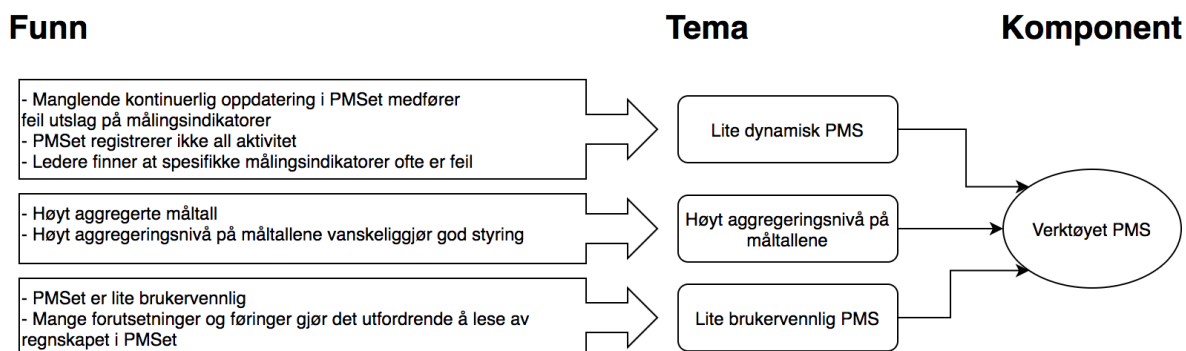 Funn
Tema
Komponent
- Manglende kontinuerlig oppdatering i PMSet medfører
feil utslag på målingsindikatorer
- PMSet registrerer ikke all aktivitet
- Ledere finner at spesifikke målingsindikatorer ofte er feil
Lite dynamisk PMS
- Høyt aggregerte måltall
- Høyt aggregeringsnivå på måltallene vanskeliggjør god styring
Høyt aggregeringsnivå på
måltallene
Verktøyet PMS
- PMSet er lite brukervennlig
- Mange forutsetninger og føringer gjør det utfordrende å lese av
regnskapet i PMSet
Lite brukervennlig PMS